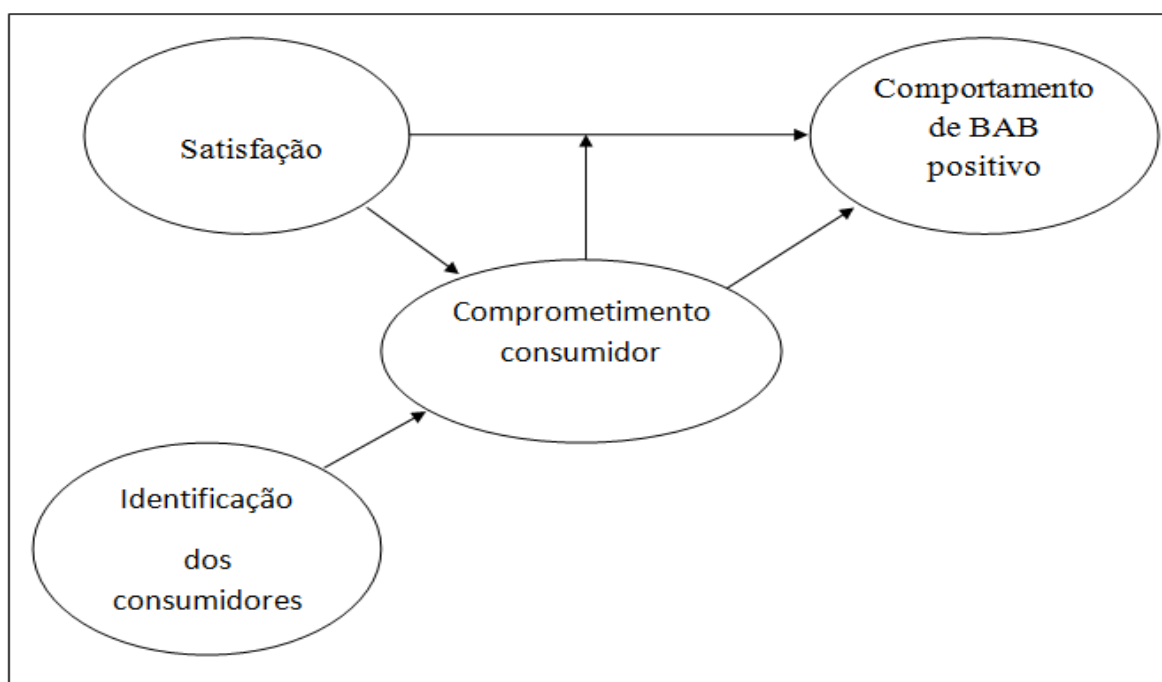 Satisfação
Comportamento
de BAB
positivo
Comprometimento
consumidor
Identificação
dos
consumidores